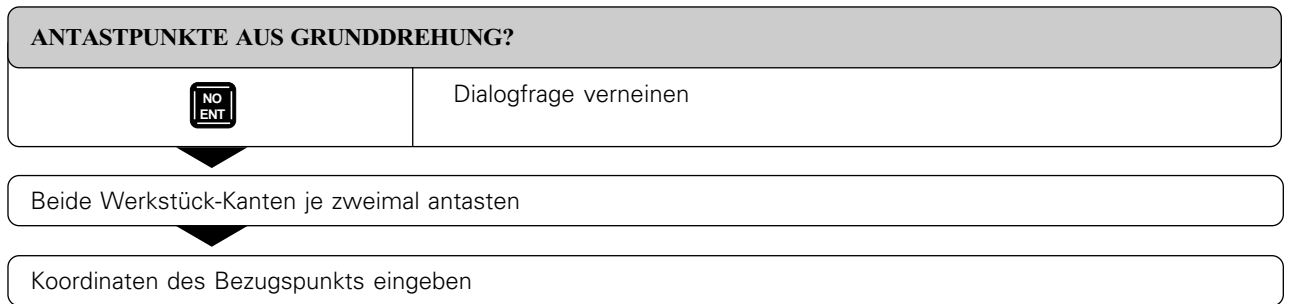 ANTASTPUNKTE AUS GRUNDDREHUNG?
NO
ENT
Dialogfrage verneinen
Beide Werkstück-Kanten je zweimal antasten
Koordinaten des Bezugspunkts eingeben